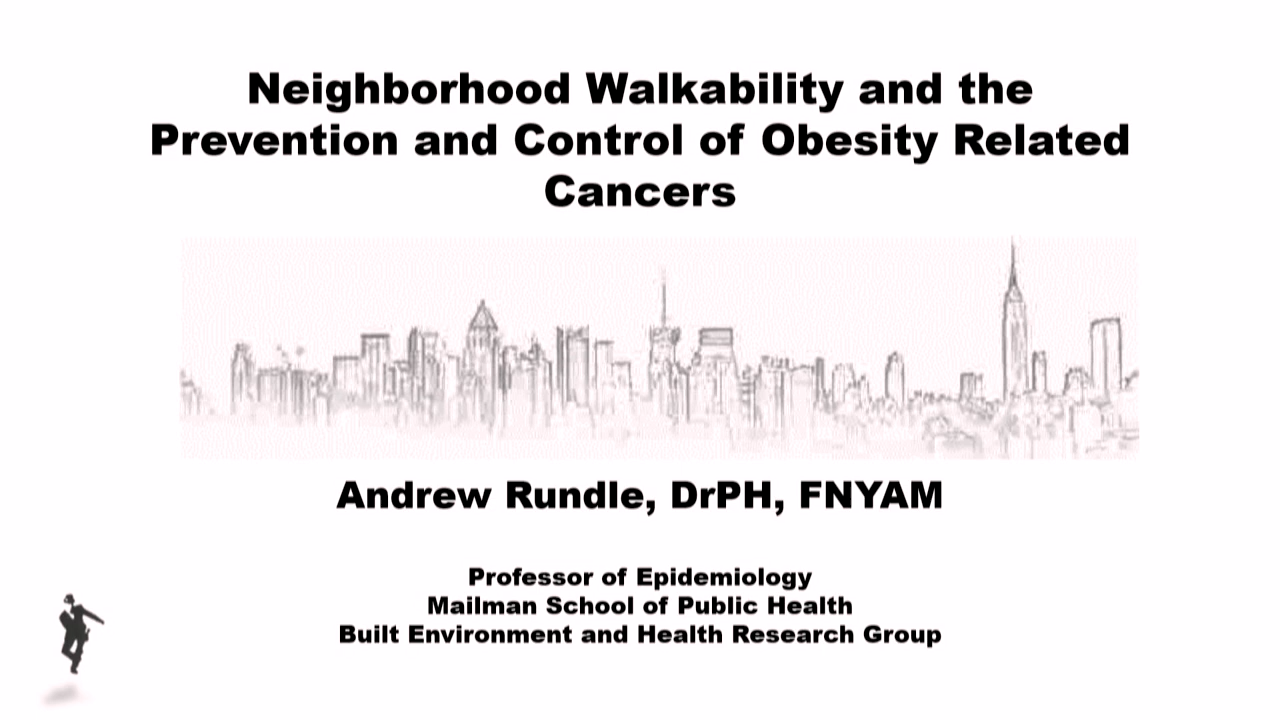 Neighborhood Walkability and the
Prevention and Control of Obesity Related
Cancers
Andrew Rundle, DrPH, FNYAM
Professor of Epidemiology
Mailman School of Public Health
Built Environment and Health Research Group